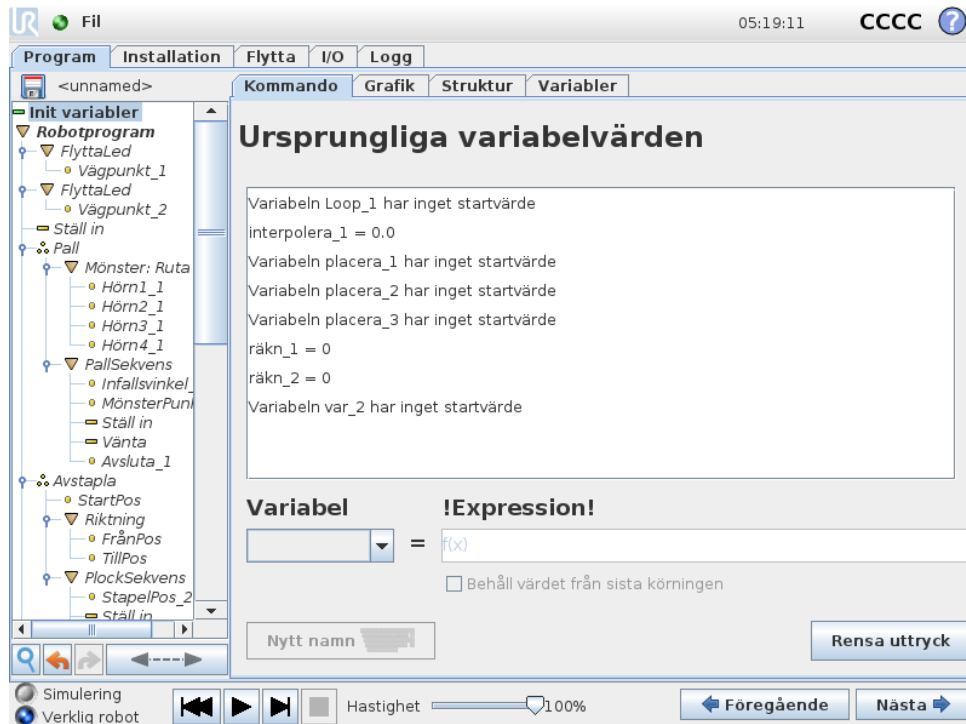 UR Fil 05:19:11 CCCC ?
Program Installation Flytta I/O Logg
<unnamed>
Kommando Grafik Struktur Variabler
Init variabler
Robotprogram
FlyttaLed
Vägpunkt_1
FlyttaLed
Vägpunkt_2
Ställ in
Pall
Mönster: Ruta
Hörn1_1
Hörn2_1
Hörn3_1
Hörn4_1
PallSekvens
Infallsvinkel_
MönsterPunk
Ställ in
Vänta
Avsluta_1
Avstapla
StartPos
Riktning
FrånPos
TillPos
PlockSekvens
StapelPos_2
Ställ in
Ursprungliga variabelvärden
Variabeln Loop_1 har inget startvärde
interpolera_1 = 0.0
Variabeln placera_1 har inget startvärde
Variabeln placera_2 har inget startvärde
Variabeln placera_3 har inget startvärde
räkn_1 = 0
räkn_2 = 0
Variabeln var_2 har inget startvärde
Variabel !Expression!
= f(x)
Behåll värdet från sista körningen
Nytt namn
Rensa uttryck
Simulering
Verklig robot
Hastighet 100%
Föregående Nästa